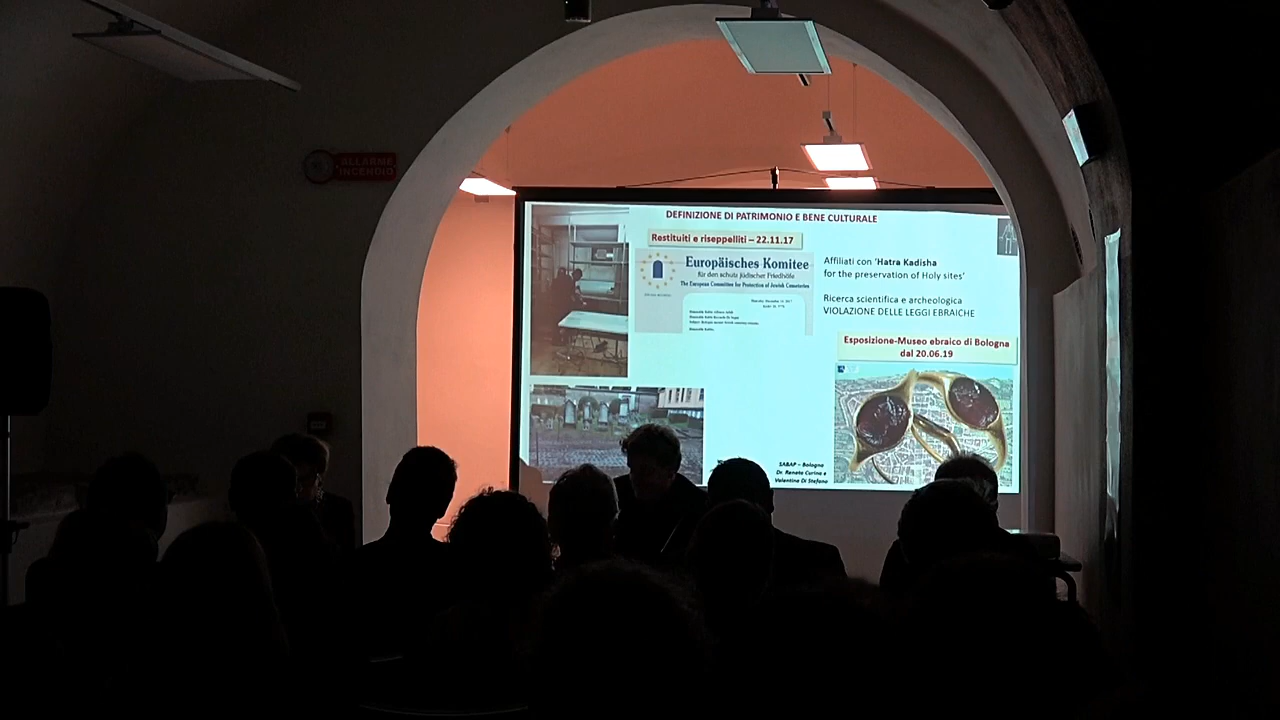 ALLARME
INCENDIO
DEFINIZIONE DI PATRIMONIO E BENE CULTURALE
Restituiti e riseppelliti – 22.11.17
Europäisches Komitee
für den schutz jüdischer Friedhöfe
The European Committee for Protection of Jewish Cemeteries
Affiliati con 'Hatra Kadisha
for the preservation of Holy sites'
Ricerca scientifica e archeologica
VIOLAZIONE DELLE LEGGI EBRAICHE
Esposizione-Museo ebraico di Bologna
dal 20.06.19
SABAP – Bologna
Dr. Renata Curina e
Valentina Di Stefano